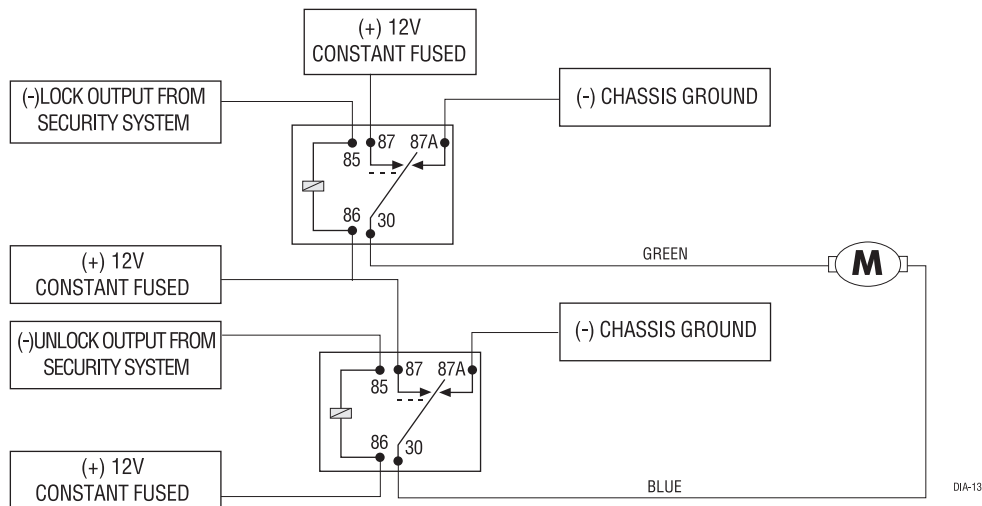 (+) 12V
CONSTANT FUSED
(-)LOCK OUTPUT FROM
SECURITY SYSTEM
(-) CHASSIS GROUND
87
87A
85
86
30
GREEN
M
(+) 12V
CONSTANT FUSED
(-)UNLOCK OUTPUT FROM
SECURITY SYSTEM
(-) CHASSIS GROUND
87
87A
85
86
30
(+) 12V
CONSTANT FUSED
BLUE
DIA-13